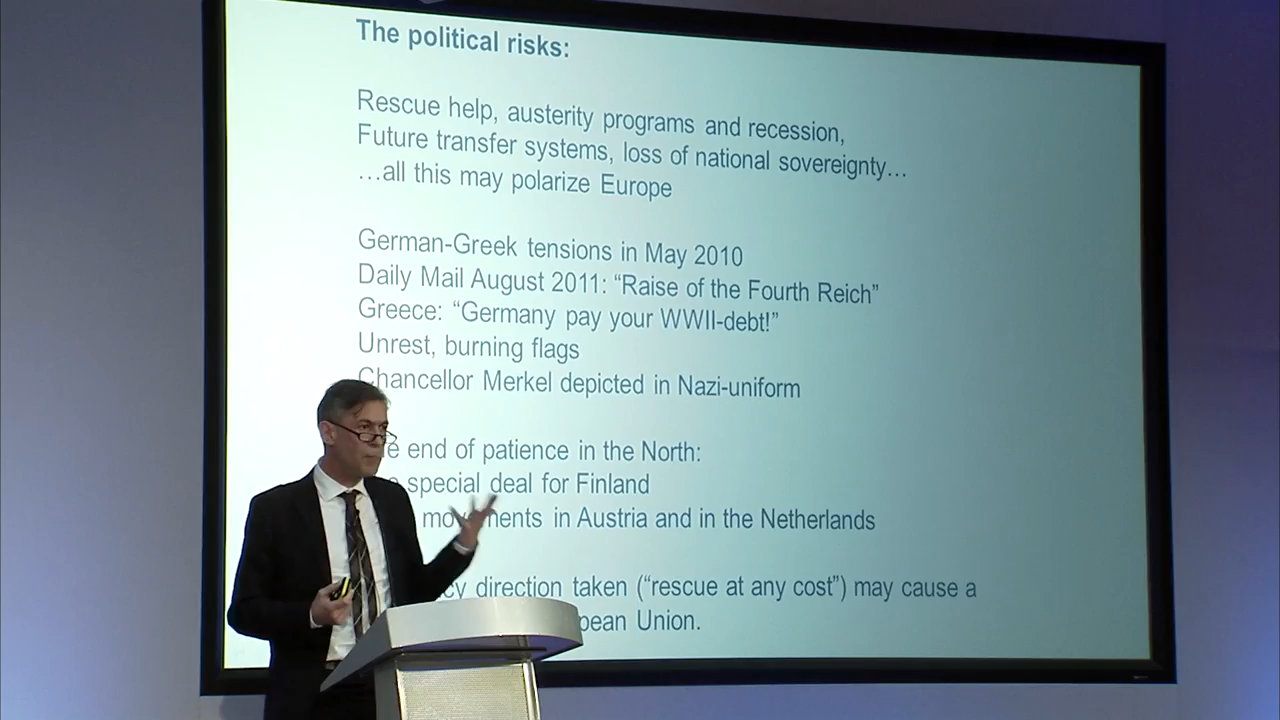 The political risks:
Rescue help, austerity programs and recession,
Future transfer systems, loss of national sovereignty…
…all this may polarize Europe
German-Greek tensions in May 2010
Daily Mail August 2011: “Raise of the Fourth Reich”
Greece: “Germany pay your WWII-debt!”
Unrest, burning flags
Chancellor Merkel depicted in Nazi-uniform
end of patience in the North:
special deal for Finland
movements in Austria and in the Netherlands
direction taken (“rescue at any cost”) may cause a
Union.